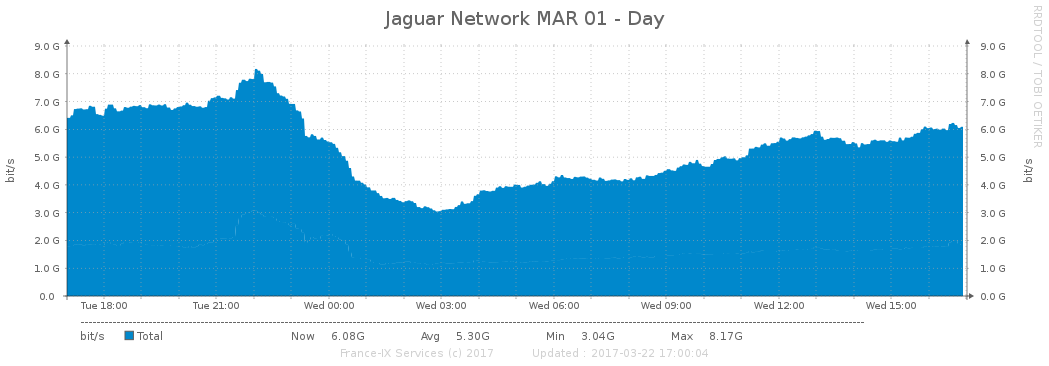 Jaguar Network MAR 01 - Day
RRDTOOL / TOBI OETIKER
bit/s
9.0 G 9.0 G
8.0 G 8.0 G
7.0 G 7.0 G
6.0 G 6.0 G
5.0 G 5.0 G
4.0 G 4.0 G
3.0 G 3.0 G
2.0 G 2.0 G
1.0 G 1.0 G
0.0 0.0 G
bit/s
Tue 18:00 Tue 21:00 Wed 00:00 Wed 03:00 Wed 06:00 Wed 09:00 Wed 12:00 Wed 15:00
bit/s Total Now 6.08G Avg 5.30G Min 3.04G Max 8.17G
France-IX Services (c) 2017 Updated : 2017-03-22 17:00:04